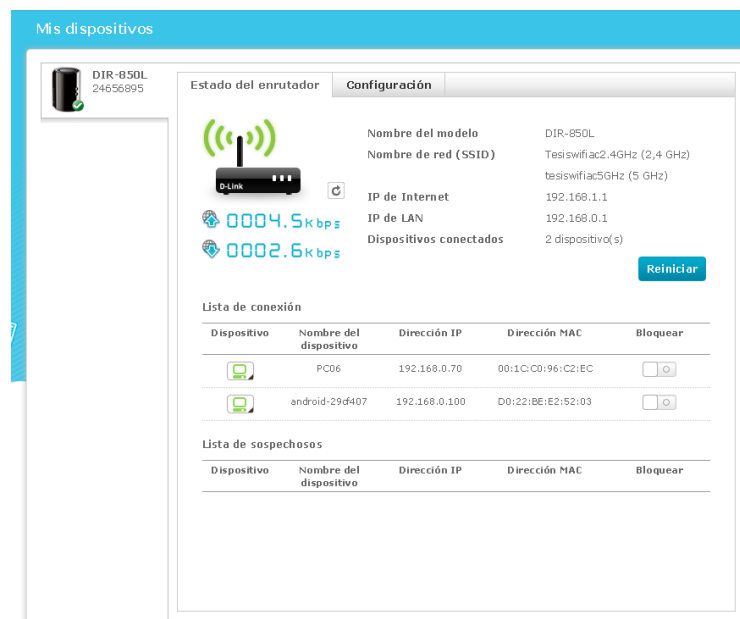 Mis dispositivos
DIR-850L
24656895
Estado del enrutador
Configuración
D-Link
Nombre del modelo DIR-850L
Nombre de red (SSID) Tesiswifiac2.4GHz (2,4 GHz)
tesiswifiac5GHz (5 GHz)
IP de Internet 192.168.1.1
IP de LAN 192.168.0.1
Dispositivos conectados 2 dispositivo(s)
0004.5Kbps
0002.6Kbps
Reiniciar
Lista de conexión
Dispositivo Nombre del dispositivo Dirección IP Dirección MAC Bloquear
PC06 192.168.0.70 00:1C:C0:96:C2:EC
android-29df407 192.168.0.100 D0:22:BE:E2:52:03
Lista de sospechosos
Dispositivo Nombre del dispositivo Dirección IP Dirección MAC Bloquear